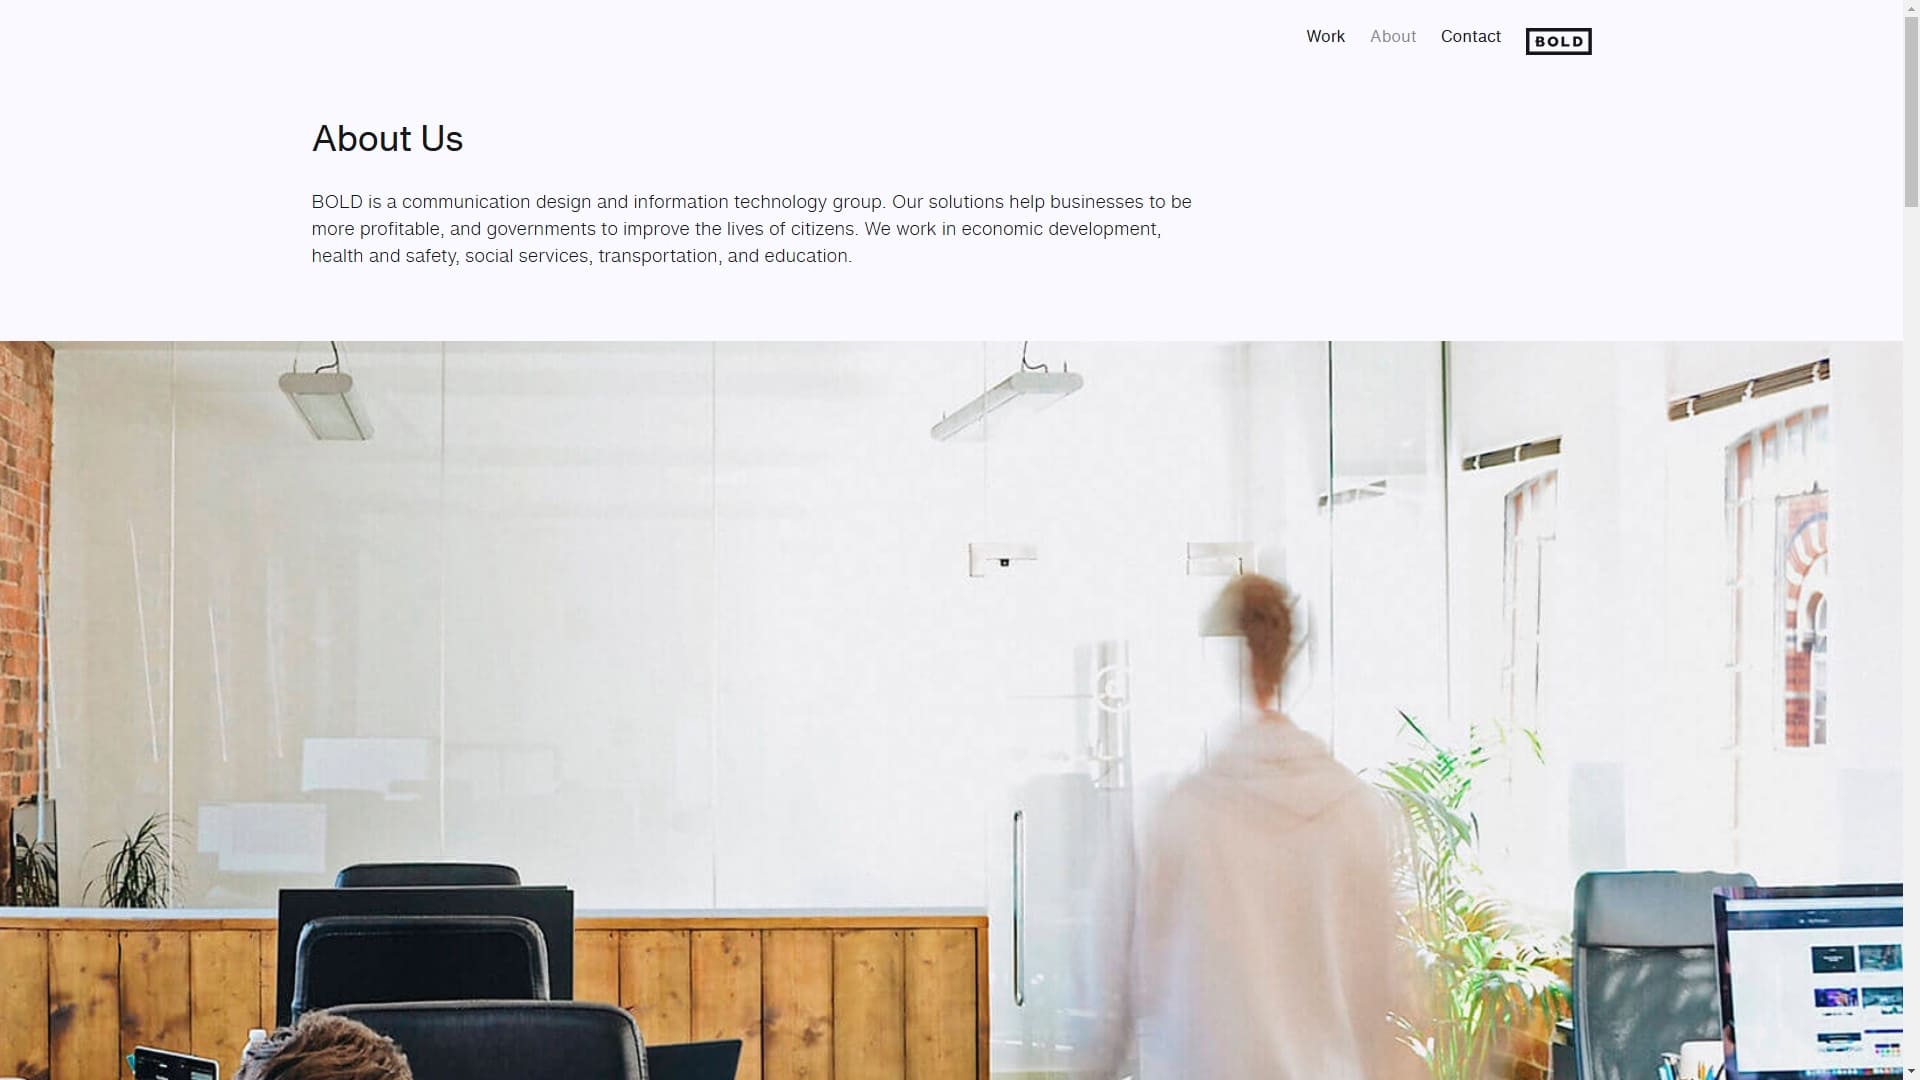 Work About Contact BOLD
About Us
BOLD is a communication design and information technology group. Our solutions help businesses to be
more profitable, and governments to improve the lives of citizens. We work in economic development,
health and safety, social services, transportation, and education.